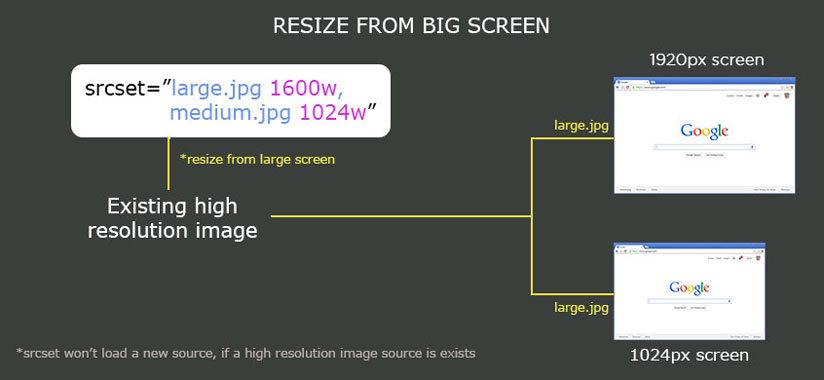 RESIZE FROM BIG SCREEN
srcset=”large.jpg 1600w,
medium.jpg 1024w”
*resize from large screen
Existing high
resolution image
1920px screen
large.jpg
Google
large.jpg
Google
1024px screen
*srcset won’t load a new source, if a high resolution image source is exists